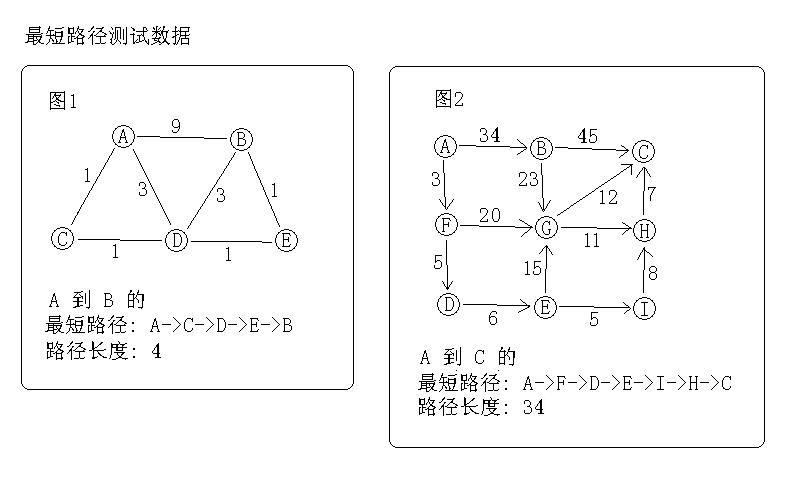 最短路径测试数据
图1
A 9 B
1 3 3 1
C 1 D 1 E
A 到 B 的
最短路径: A->C->D->E->B
路径长度: 4
图2
A 34 B 45 C
3 23 12 7
F 20 G 11 H
5 15 8
D 6 E 5 I
A 到 C 的
最短路径: A->F->D->E->I->H->C
路径长度: 34